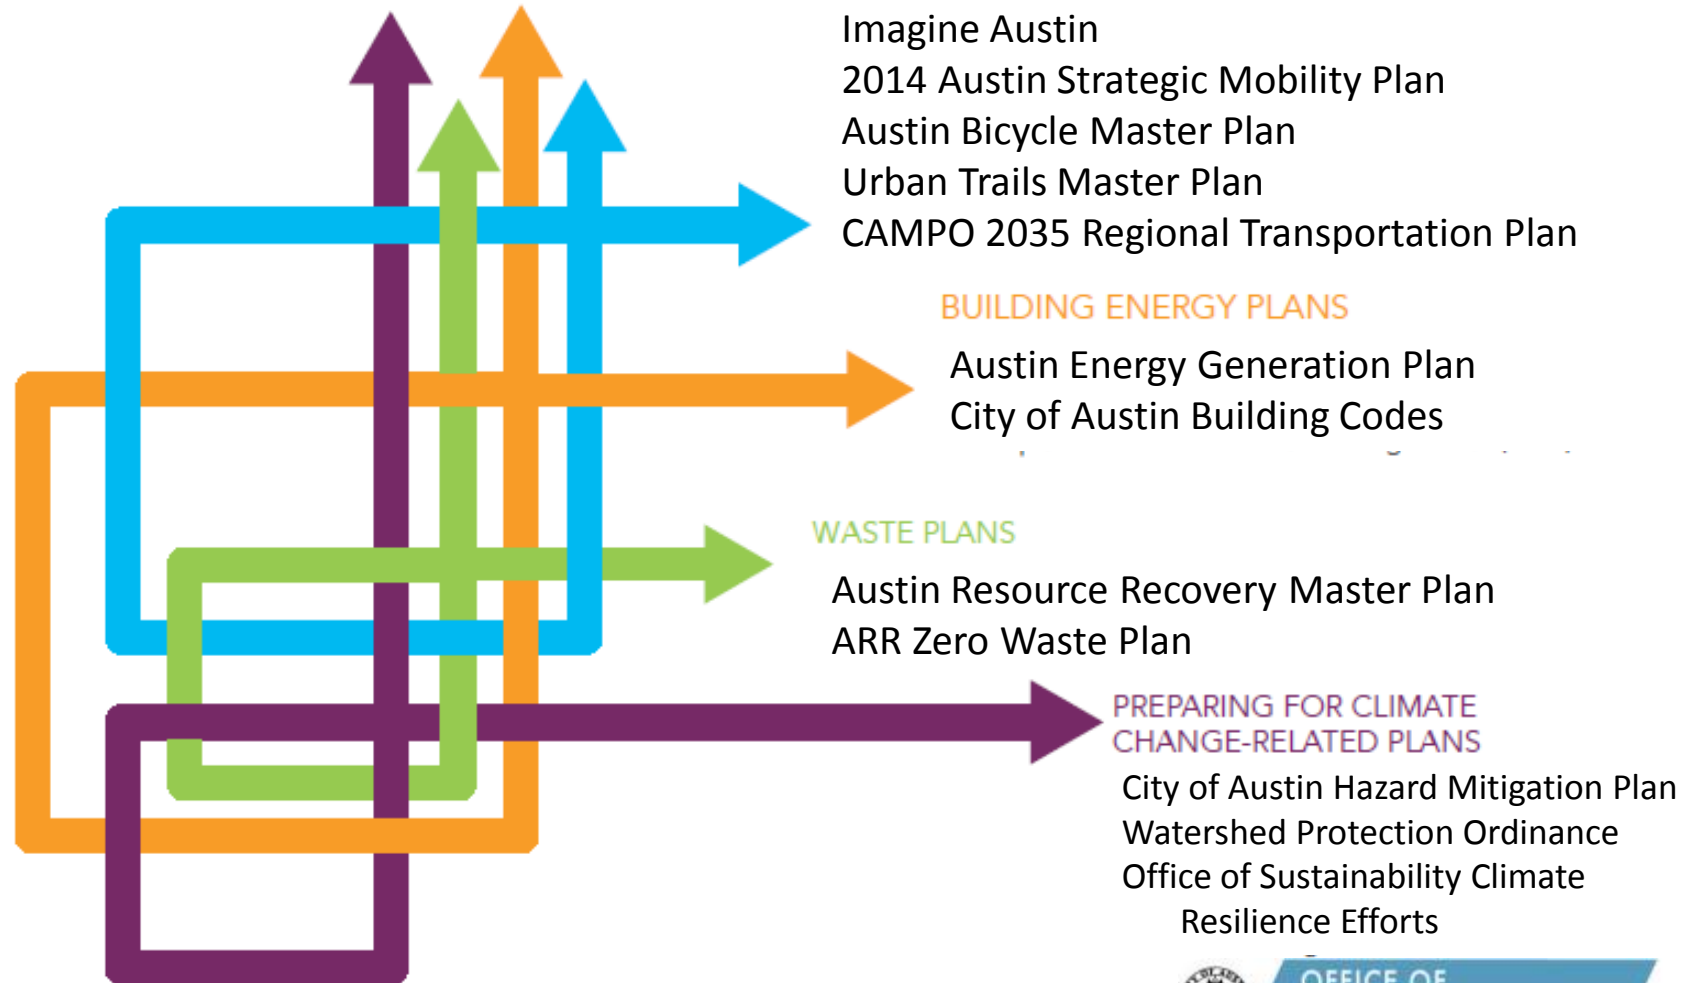 Imagine Austin
2014 Austin Strategic Mobility Plan
Austin Bicycle Master Plan
Urban Trails Master Plan
CAMPO 2035 Regional Transportation Plan
BUILDING ENERGY PLANS
Austin Energy Generation Plan
City of Austin Building Codes
WASTE PLANS
Austin Resource Recovery Master Plan
ARR Zero Waste Plan
PREPARING FOR CLIMATE
CHANGE-RELATED PLANS
City of Austin Hazard Mitigation Plan
Watershed Protection Ordinance
Office of Sustainability Climate
Resilience Efforts
OFFICE OF